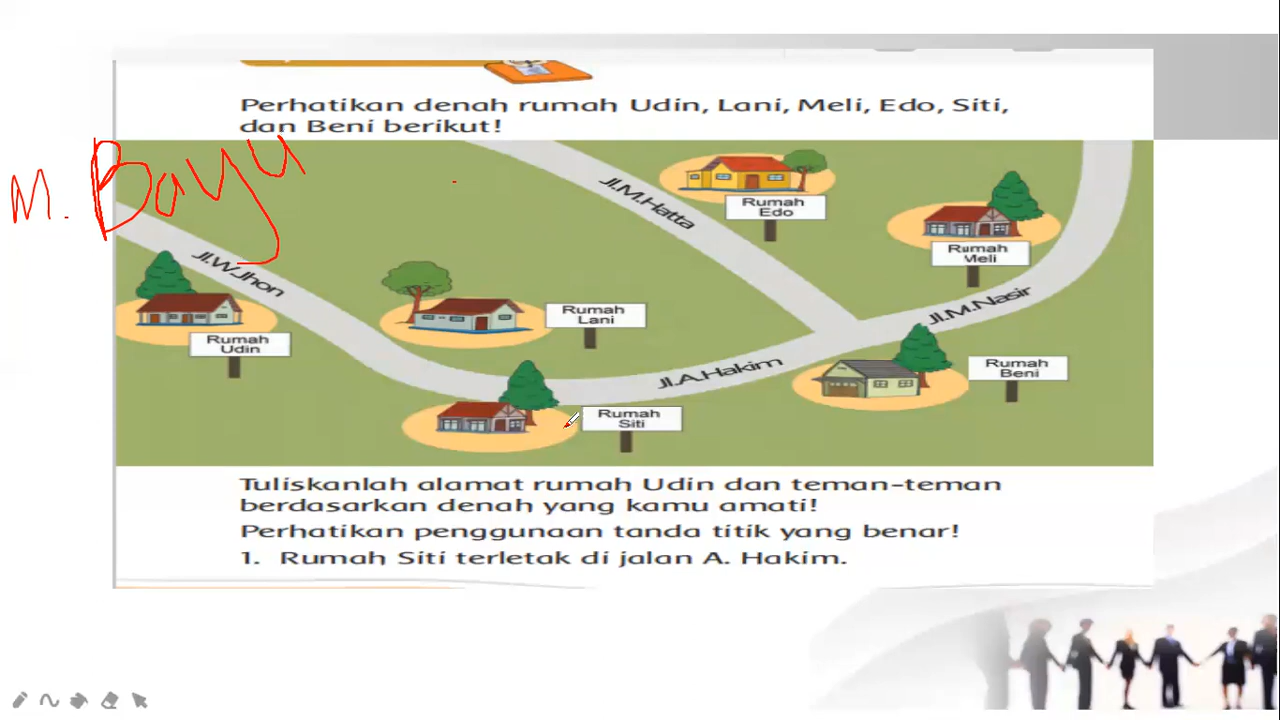 Perhatikan denah rumah Udin, Lani, Meli, Edo, Siti,
dan Beni berikut!
M. Bayu
Jl.M.Hatta
Rumah
Edo
Rumah
Meli
Jl.W.Jhon
Rumah
Lani
Jl.M.Nasir
Rumah
Udin
Jl.A.Hakim
Rumah
Beni
Rumah
Siti
Tuliskanlah alamat rumah Udin dan teman-teman
berdasarkan denah yang kamu amati!
Perhatikan penggunaan tanda titik yang benar!
1. Rumah Siti terletak di jalan A. Hakim.